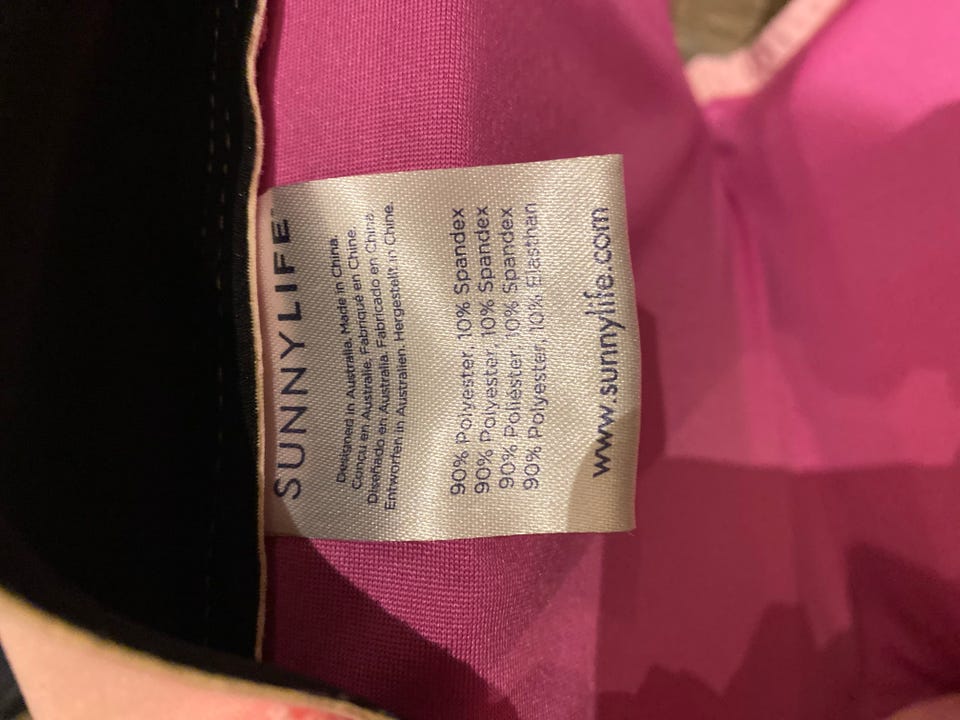 SUNNYLIFE
Designed in Australia. Made in China.
Conçu en Australie. Fabriqué en Chine.
Diseñado en Australia. Fabricado en China
Entworfen in Australien. Hergestellt in Chine.
90% Polyester, 10% Spandex
90% Polyester, 10% Spandex
90% Poliéster, 10% Spandex
90% Polyester, 10% Elasthan
www.sunnylife.com